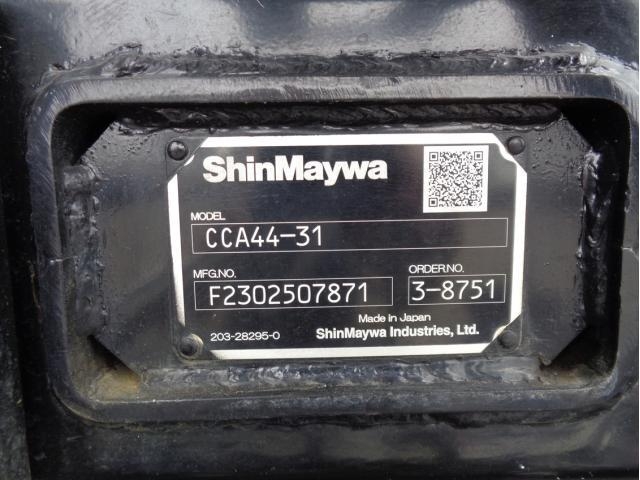 ShinMaywa
MODEL
CCA44-31
MFG.NO. ORDER.NO.
F2302507871 3-8751
Made in Japan
203-28295-0 ShinMaywa Industries, Ltd.